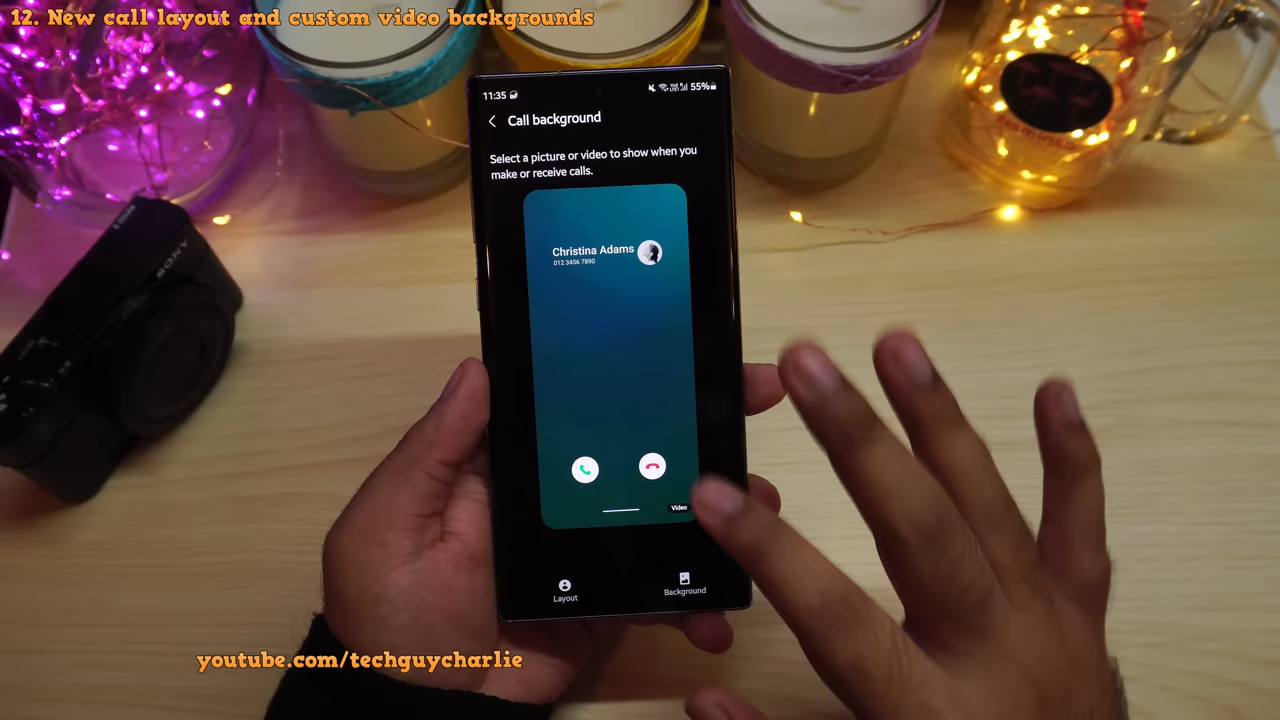 12. New call layout and custom video backgrounds
11:35
55%
Call background
Select a picture or video to show when you
make or receive calls.
Christina Adams
012 3456 7890
Video
Layout
Background
SONY
youtube.com/techguycharlie